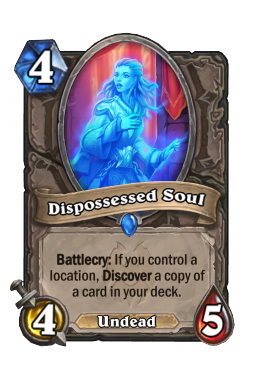 4
Dispossessed Soul
Battlecry: If you control a
location, Discover a copy of
a card in your deck.
4
Undead
5